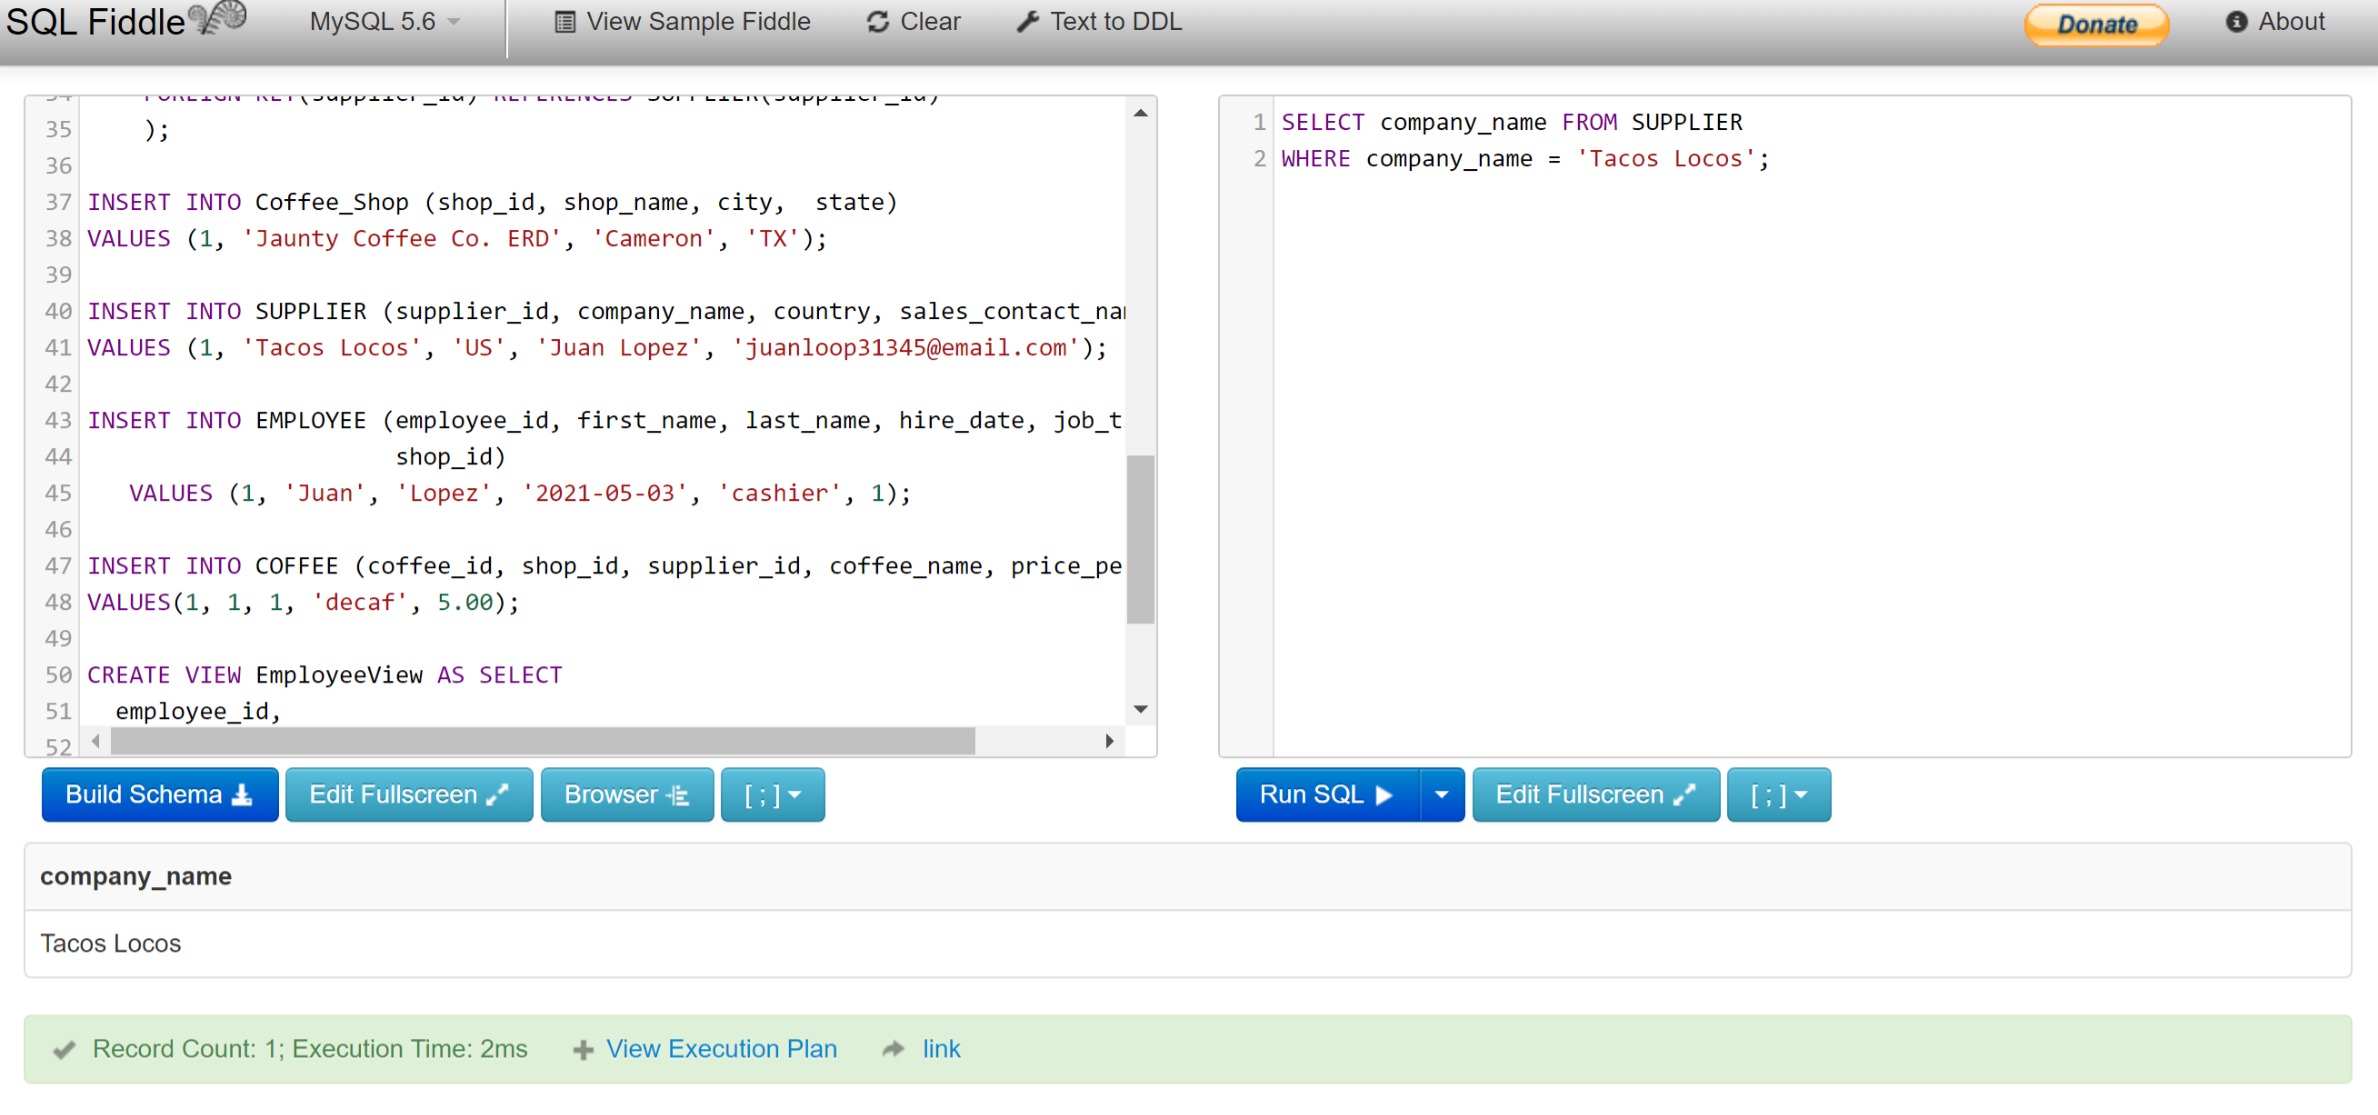 SQL Fiddle MySQL 5.6 View Sample Fiddle Clear Text to DDL Donate About
34 FOREIGN KEY(supplier_id) REFERENCES SUPPLIER(supplier_id)
35 );
36
37 INSERT INTO Coffee_Shop (shop_id, shop_name, city,  state)
38 VALUES (1, 'Jaunty Coffee Co. ERD', 'Cameron', 'TX');
39
40 INSERT INTO SUPPLIER (supplier_id, company_name, country, sales_contact_na
41 VALUES (1, 'Tacos Locos', 'US', 'Juan Lopez', 'juanloop31345@email.com');
42
43 INSERT INTO EMPLOYEE (employee_id, first_name, last_name, hire_date, job_t
44 shop_id)
45 VALUES (1, 'Juan', 'Lopez', '2021-05-03', 'cashier', 1);
46
47 INSERT INTO COFFEE (coffee_id, shop_id, supplier_id, coffee_name, price_pe
48 VALUES(1, 1, 1, 'decaf', 5.00);
49
50 CREATE VIEW EmployeeView AS SELECT
51 employee_id,
52
1 SELECT company_name FROM SUPPLIER
2 WHERE company_name = 'Tacos Locos';
Build Schema Edit Fullscreen Browser [ ; ]
Run SQL Edit Fullscreen [ ; ]
company_name
Tacos Locos
Record Count: 1; Execution Time: 2ms View Execution Plan link